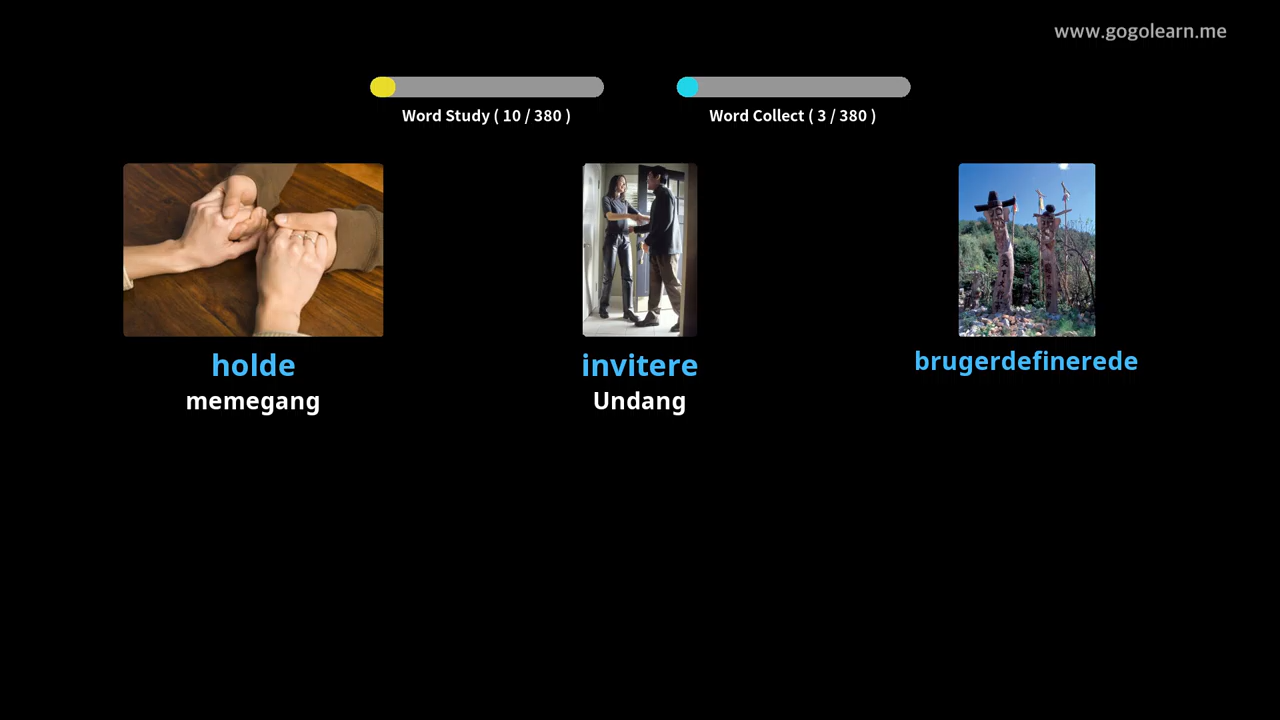 www.gogolearn.me
Word Study ( 10 / 380 )
Word Collect ( 3 / 380 )
holde
memegang
invitere
Undang
brugerdefinerede